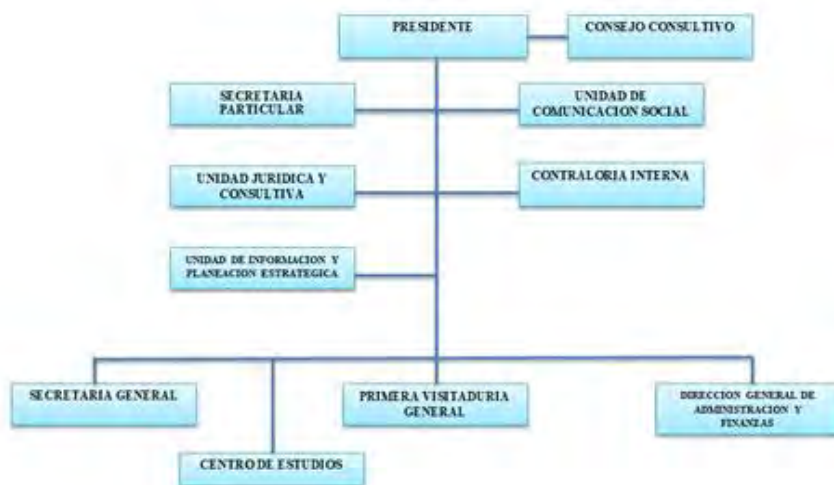 PRESIDENTE
CONSEJO CONSULTIVO
SECRETARIA
PARTICULAR
UNIDAD DE
COMUNICACION SOCIAL
UNIDAD JURIDICA Y
CONSULTIVA
CONTRALORIA INTERNA
UNIDAD DE INFORMACION Y
PLANEACION ESTRATEGICA
SECRETARIA GENERAL
PRIMERA VISITADURIA
GENERAL
DIRECCION GENERAL DE
ADMINISTRACION Y
FINANZAS
CENTRO DE ESTUDIOS